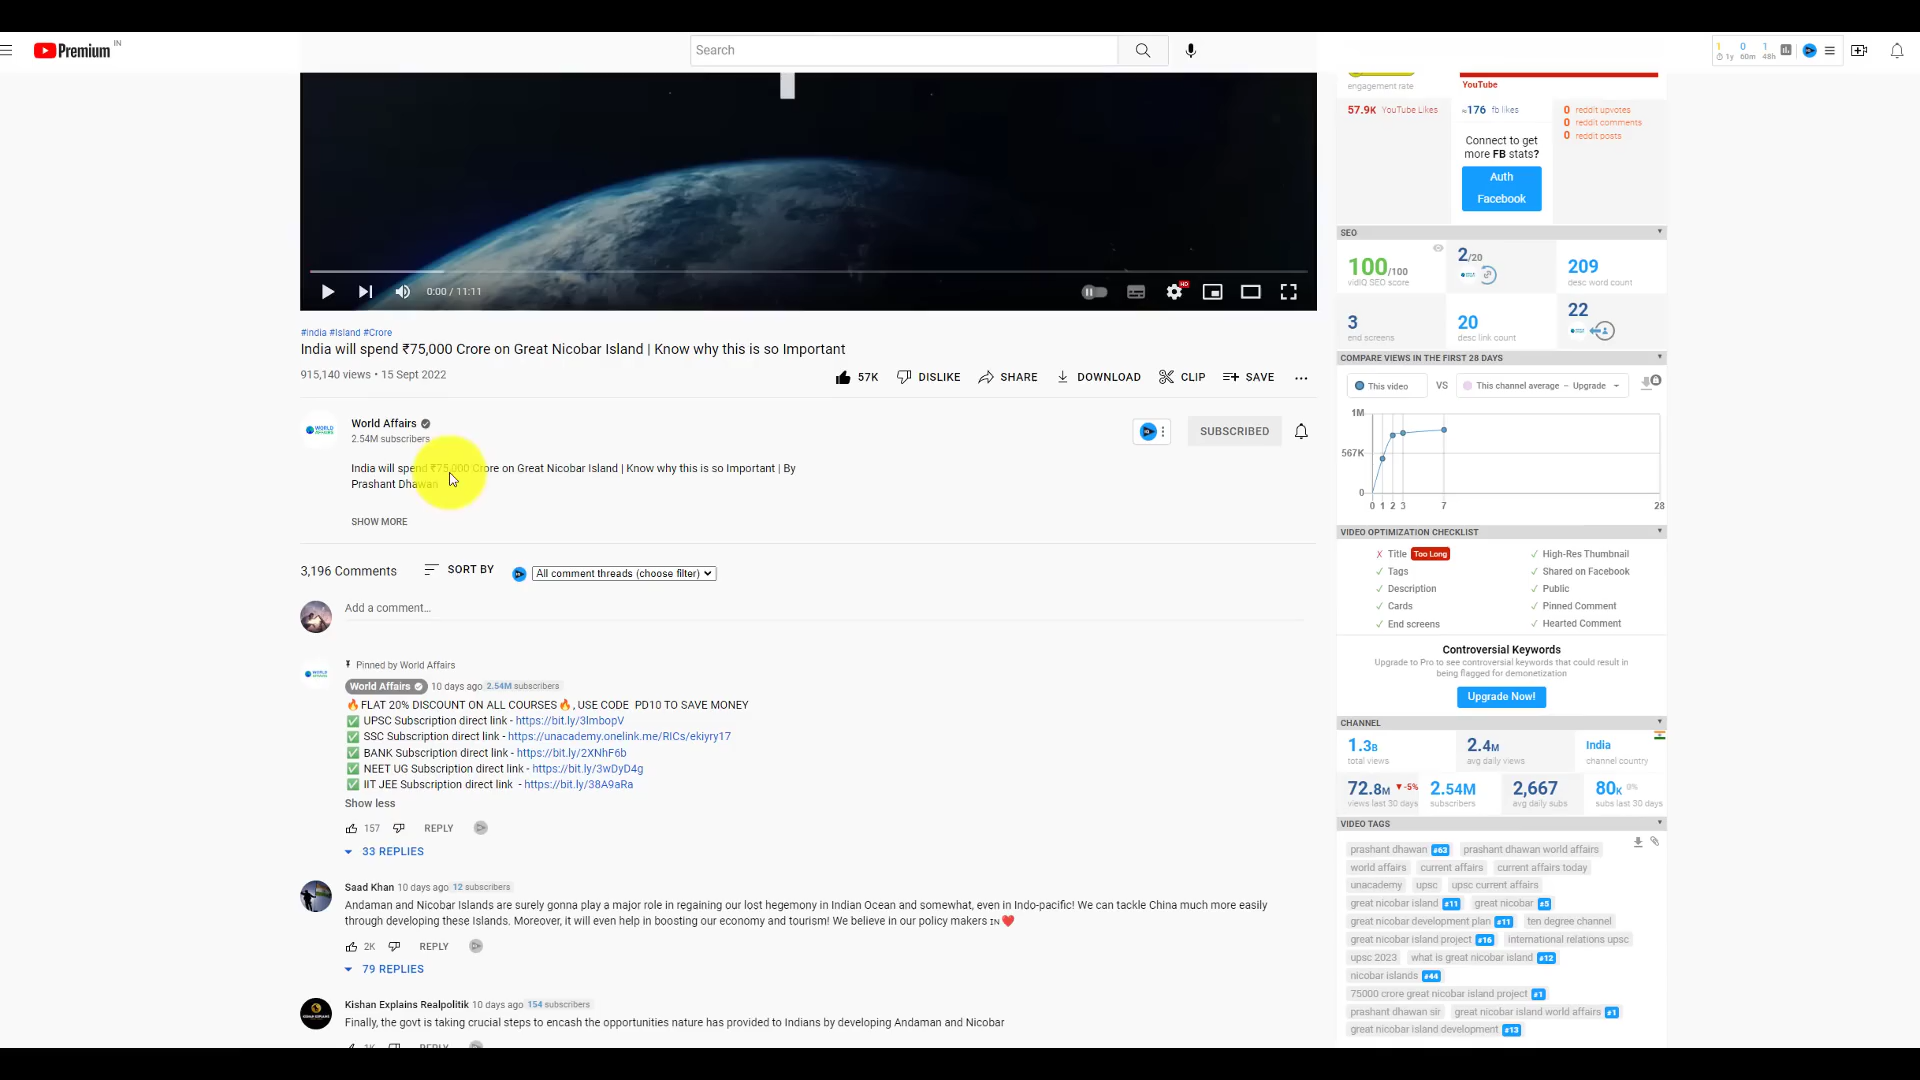 Premium IN
Search
1 0 1
1y 60m 48h
engagement rate
YouTube
57.9K YouTube Likes
≈176 fb likes
0 reddit upvotes
0 reddit comments
0 reddit posts
Connect to get
more FB stats?
Auth
Facebook
0:00 / 11:11
HD
SEO
100/100
vidIQ SEO score
2/20
209
desc word count
3
end screens
20
desc link count
22
#India #Island #Crore
India will spend ₹75,000 Crore on Great Nicobar Island | Know why this is so Important
915,140 views • 15 Sept 2022
57K DISLIKE SHARE DOWNLOAD CLIP SAVE
COMPARE VIEWS IN THE FIRST 28 DAYS
This video VS This channel average – Upgrade
1M
567K
0
0 1 2 3 7 28
WORLD AFFAIRS
World Affairs
2.54M subscribers
SUBSCRIBED
India will spend ₹75,000 Crore on Great Nicobar Island | Know why this is so Important | By
Prashant Dhawan
SHOW MORE
VIDEO OPTIMIZATION CHECKLIST
Title Too Long
Tags
Description
Cards
End screens
High-Res Thumbnail
Shared on Facebook
Public
Pinned Comment
Hearted Comment
3,196 Comments SORT BY All comment threads (choose filter)
Add a comment...
Controversial Keywords
Upgrade to Pro to see controversial keywords that could result in
being flagged for demonetization
Upgrade Now!
Pinned by World Affairs
World Affairs 10 days ago 2.54M subscribers
🔥FLAT 20% DISCOUNT ON ALL COURSES🔥, USE CODE PD10 TO SAVE MONEY
✅ UPSC Subscription direct link - https://bit.ly/3lmbopV
✅ SSC Subscription direct link - https://unacademy.onelink.me/RICs/ekiyry17
✅ BANK Subscription direct link - https://bit.ly/2XNhF6b
✅ NEET UG Subscription direct link - https://bit.ly/3wDyD4g
✅ IIT JEE Subscription direct link - https://bit.ly/38A9aRa
Show less
157 REPLY
33 REPLIES
CHANNEL
1.3B
total views
2.4M
avg daily views
India
channel country
72.8M ▼-5%
views last 30 days
2.54M
subscribers
2,667
avg daily subs
80K 0%
subs last 30 days
VIDEO TAGS
prashant dhawan #63 prashant dhawan world affairs
world affairs current affairs current affairs today
unacademy upsc upsc current affairs
great nicobar island #11 great nicobar #5
great nicobar development plan #11 ten degree channel
great nicobar island project #16 international relations upsc
upsc 2023 what is great nicobar island #12
nicobar islands #44
75000 crore great nicobar island project #1
prashant dhawan sir great nicobar island world affairs #1
great nicobar island development #13
Saad Khan 10 days ago 12 subscribers
Andaman and Nicobar Islands are surely gonna play a major role in regaining our lost hegemony in Indian Ocean and somewhat, even in Indo-pacific! We can tackle China much more easily
through developing these Islands. Moreover, it will even help in boosting our economy and tourism! We believe in our policy makers IN ❤️
2K REPLY
79 REPLIES
Kishan Explains Realpolitik 10 days ago 154 subscribers
Finally, the govt is taking crucial steps to encash the opportunities nature has provided to Indians by developing Andaman and Nicobar
1K REPLY